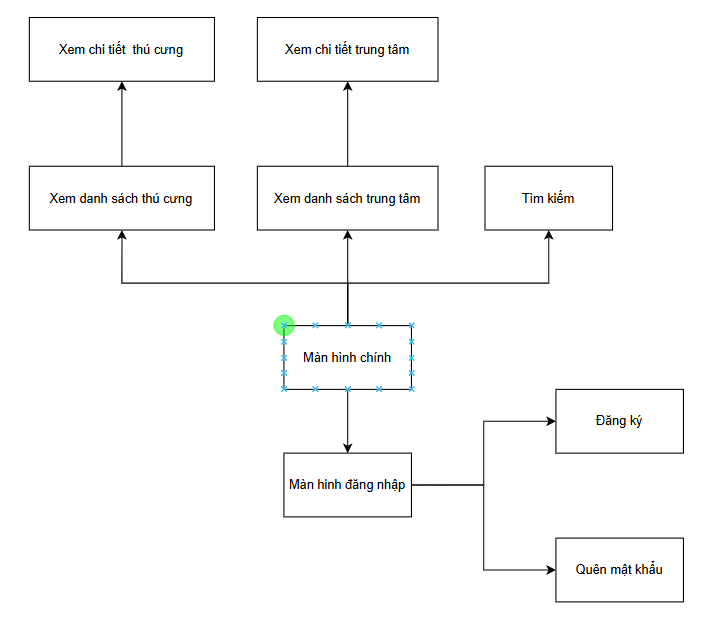 Xem chi tiết thú cưng
Xem chi tiết trung tâm
Xem danh sách thú cưng
Xem danh sách trung tâm
Tìm kiếm
Màn hình chính
Đăng ký
Màn hình đăng nhập
Quên mật khẩu